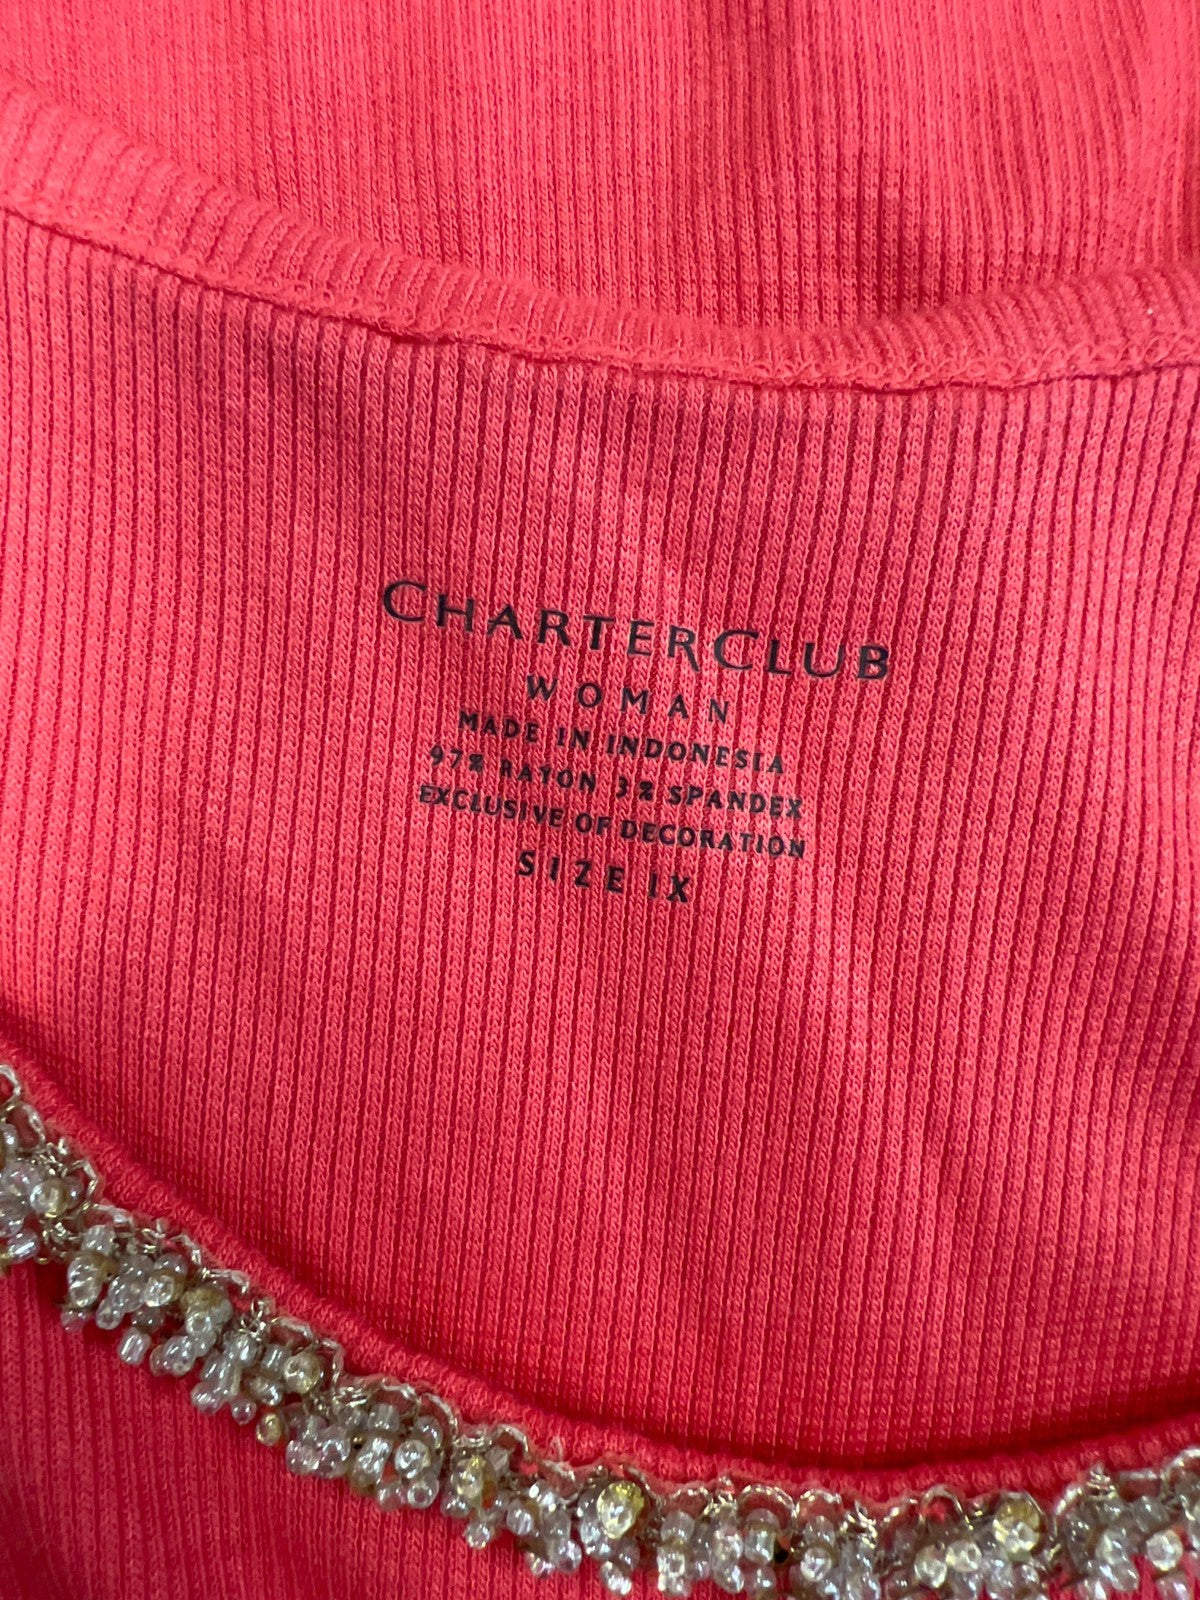 CHARTERCLUB
WOMAN
MADE IN INDONESIA
97% RAYON 3% SPANDEX
EXCLUSIVE OF DECORATION
SIZE 1X